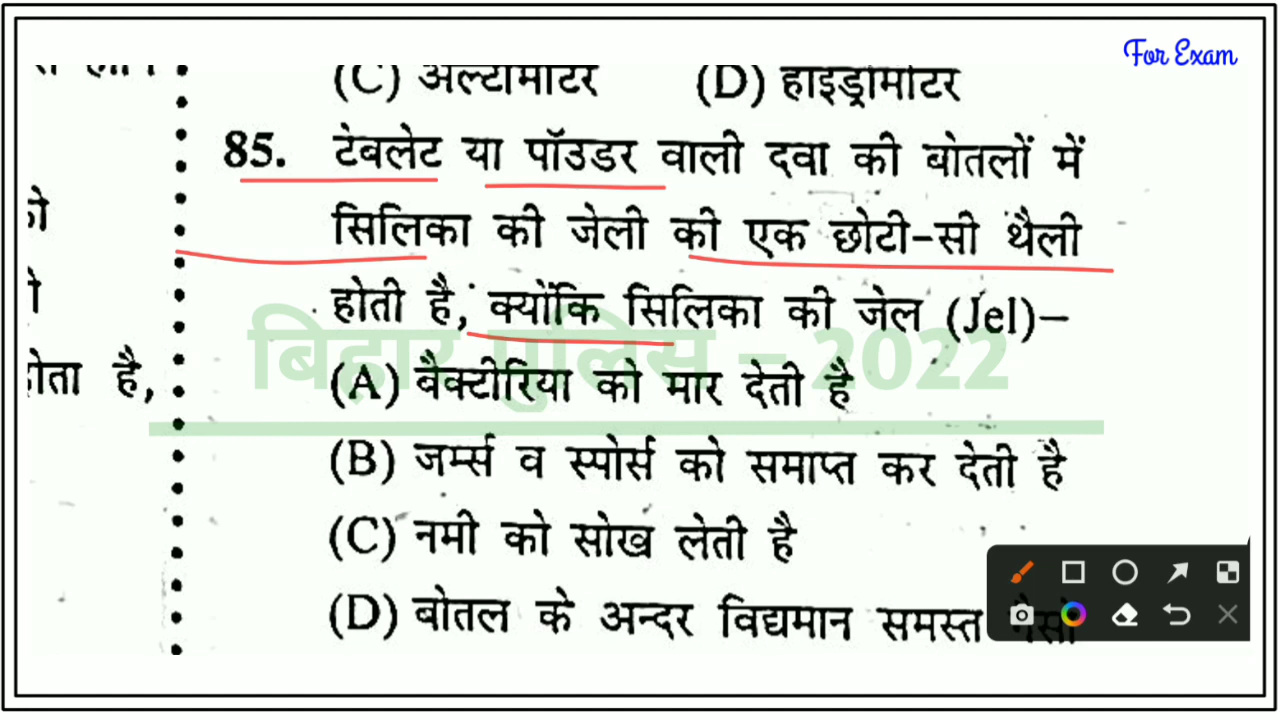 For Exam
(C) अल्टामीटर (D) हाइड्रोमीटर
85. टेबलेट या पॉउडर वाली दवा की बोतलों में
सिलिका की जेली की एक छोटी-सी थैली
होती है, क्योंकि सिलिका की जेल (Jel)–
बिहार पुलिस – 2022
(A) बैक्टीरिया को मार देती है
होता है,
(B) जर्म्स व स्पोर्स को समाप्त कर देती है
(C) नमी को सोख लेती है
(D) बोतल के अन्दर विद्यमान समस्त